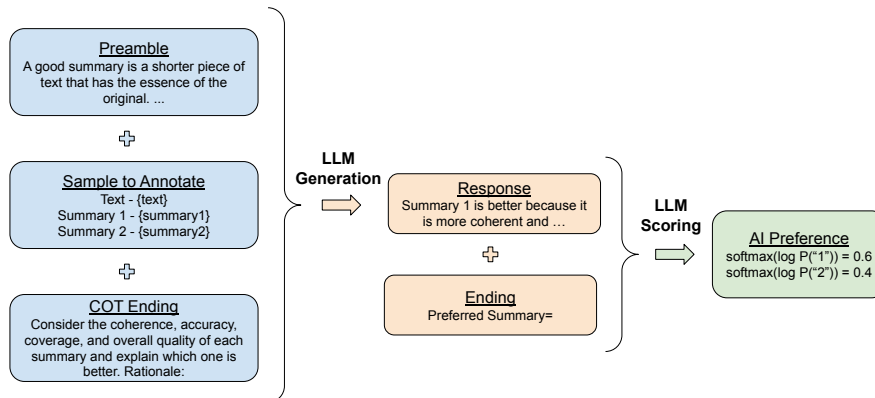 Preamble
A good summary is a shorter piece of
text that has the essence of the
original. ...
Sample to Annotate
Text - {text}
Summary 1 - {summary1}
Summary 2 - {summary2}
COT Ending
Consider the coherence, accuracy,
coverage, and overall quality of each
summary and explain which one is
better. Rationale:
LLM
Generation
Response
Summary 1 is better because it
is more coherent and ...
Ending
Preferred Summary=
LLM
Scoring
AI Preference
softmax(log P("1")) = 0.6
softmax(log P("2")) = 0.4